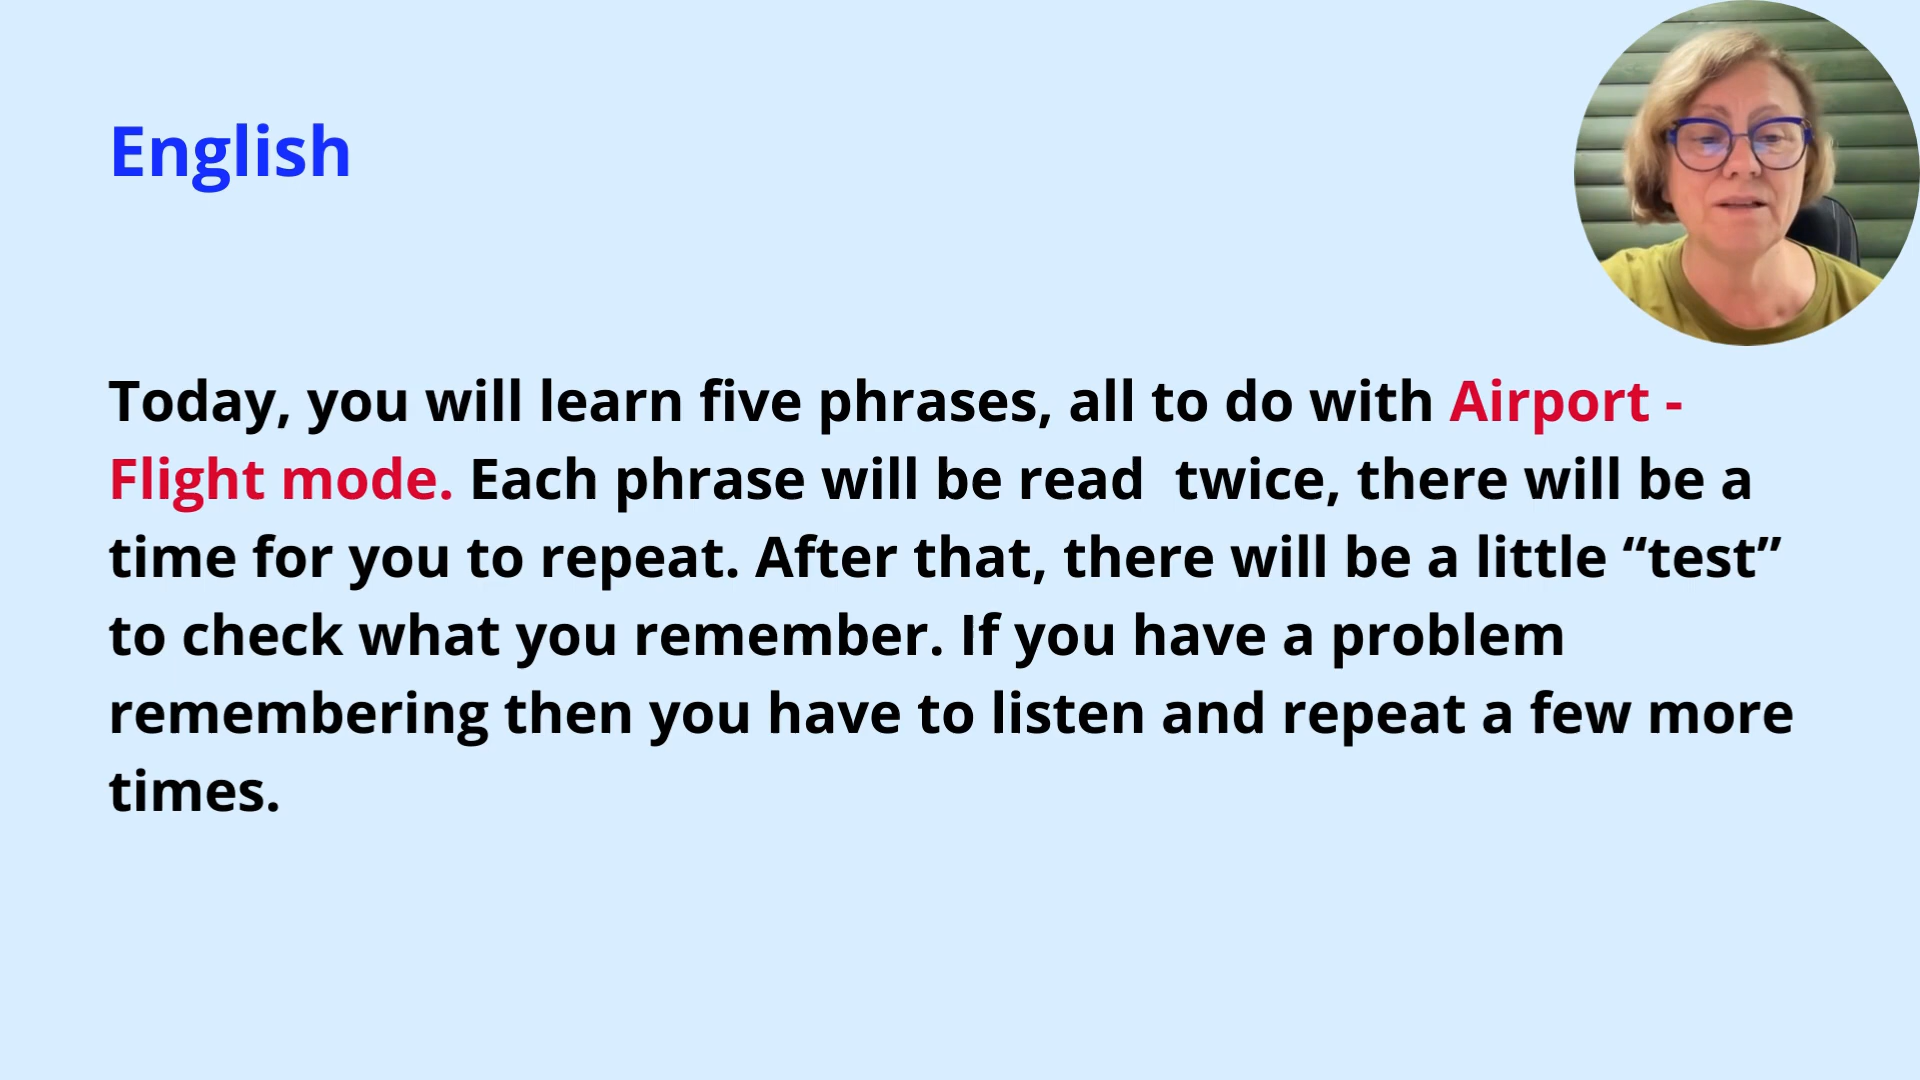 English
Today, you will learn five phrases, all to do with Airport -
Flight mode. Each phrase will be read  twice, there will be a
time for you to repeat. After that, there will be a little “test”
to check what you remember. If you have a problem
remembering then you have to listen and repeat a few more
times.